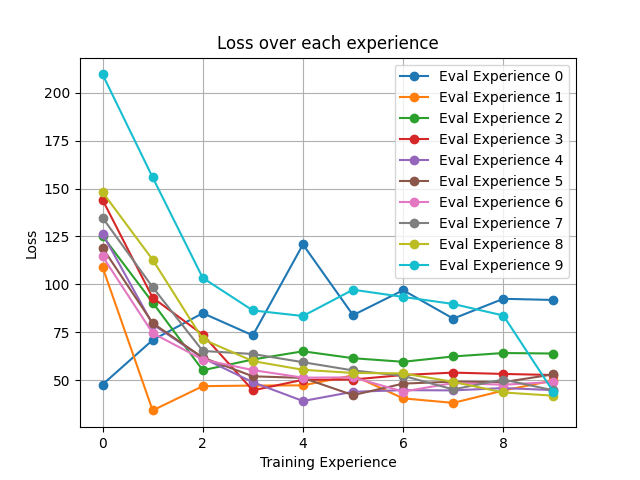 Loss over each experience
200
175
150
125
100
75
50
Loss
0
2
4
6
8
Training Experience
Eval Experience 0
Eval Experience 1
Eval Experience 2
Eval Experience 3
Eval Experience 4
Eval Experience 5
Eval Experience 6
Eval Experience 7
Eval Experience 8
Eval Experience 9